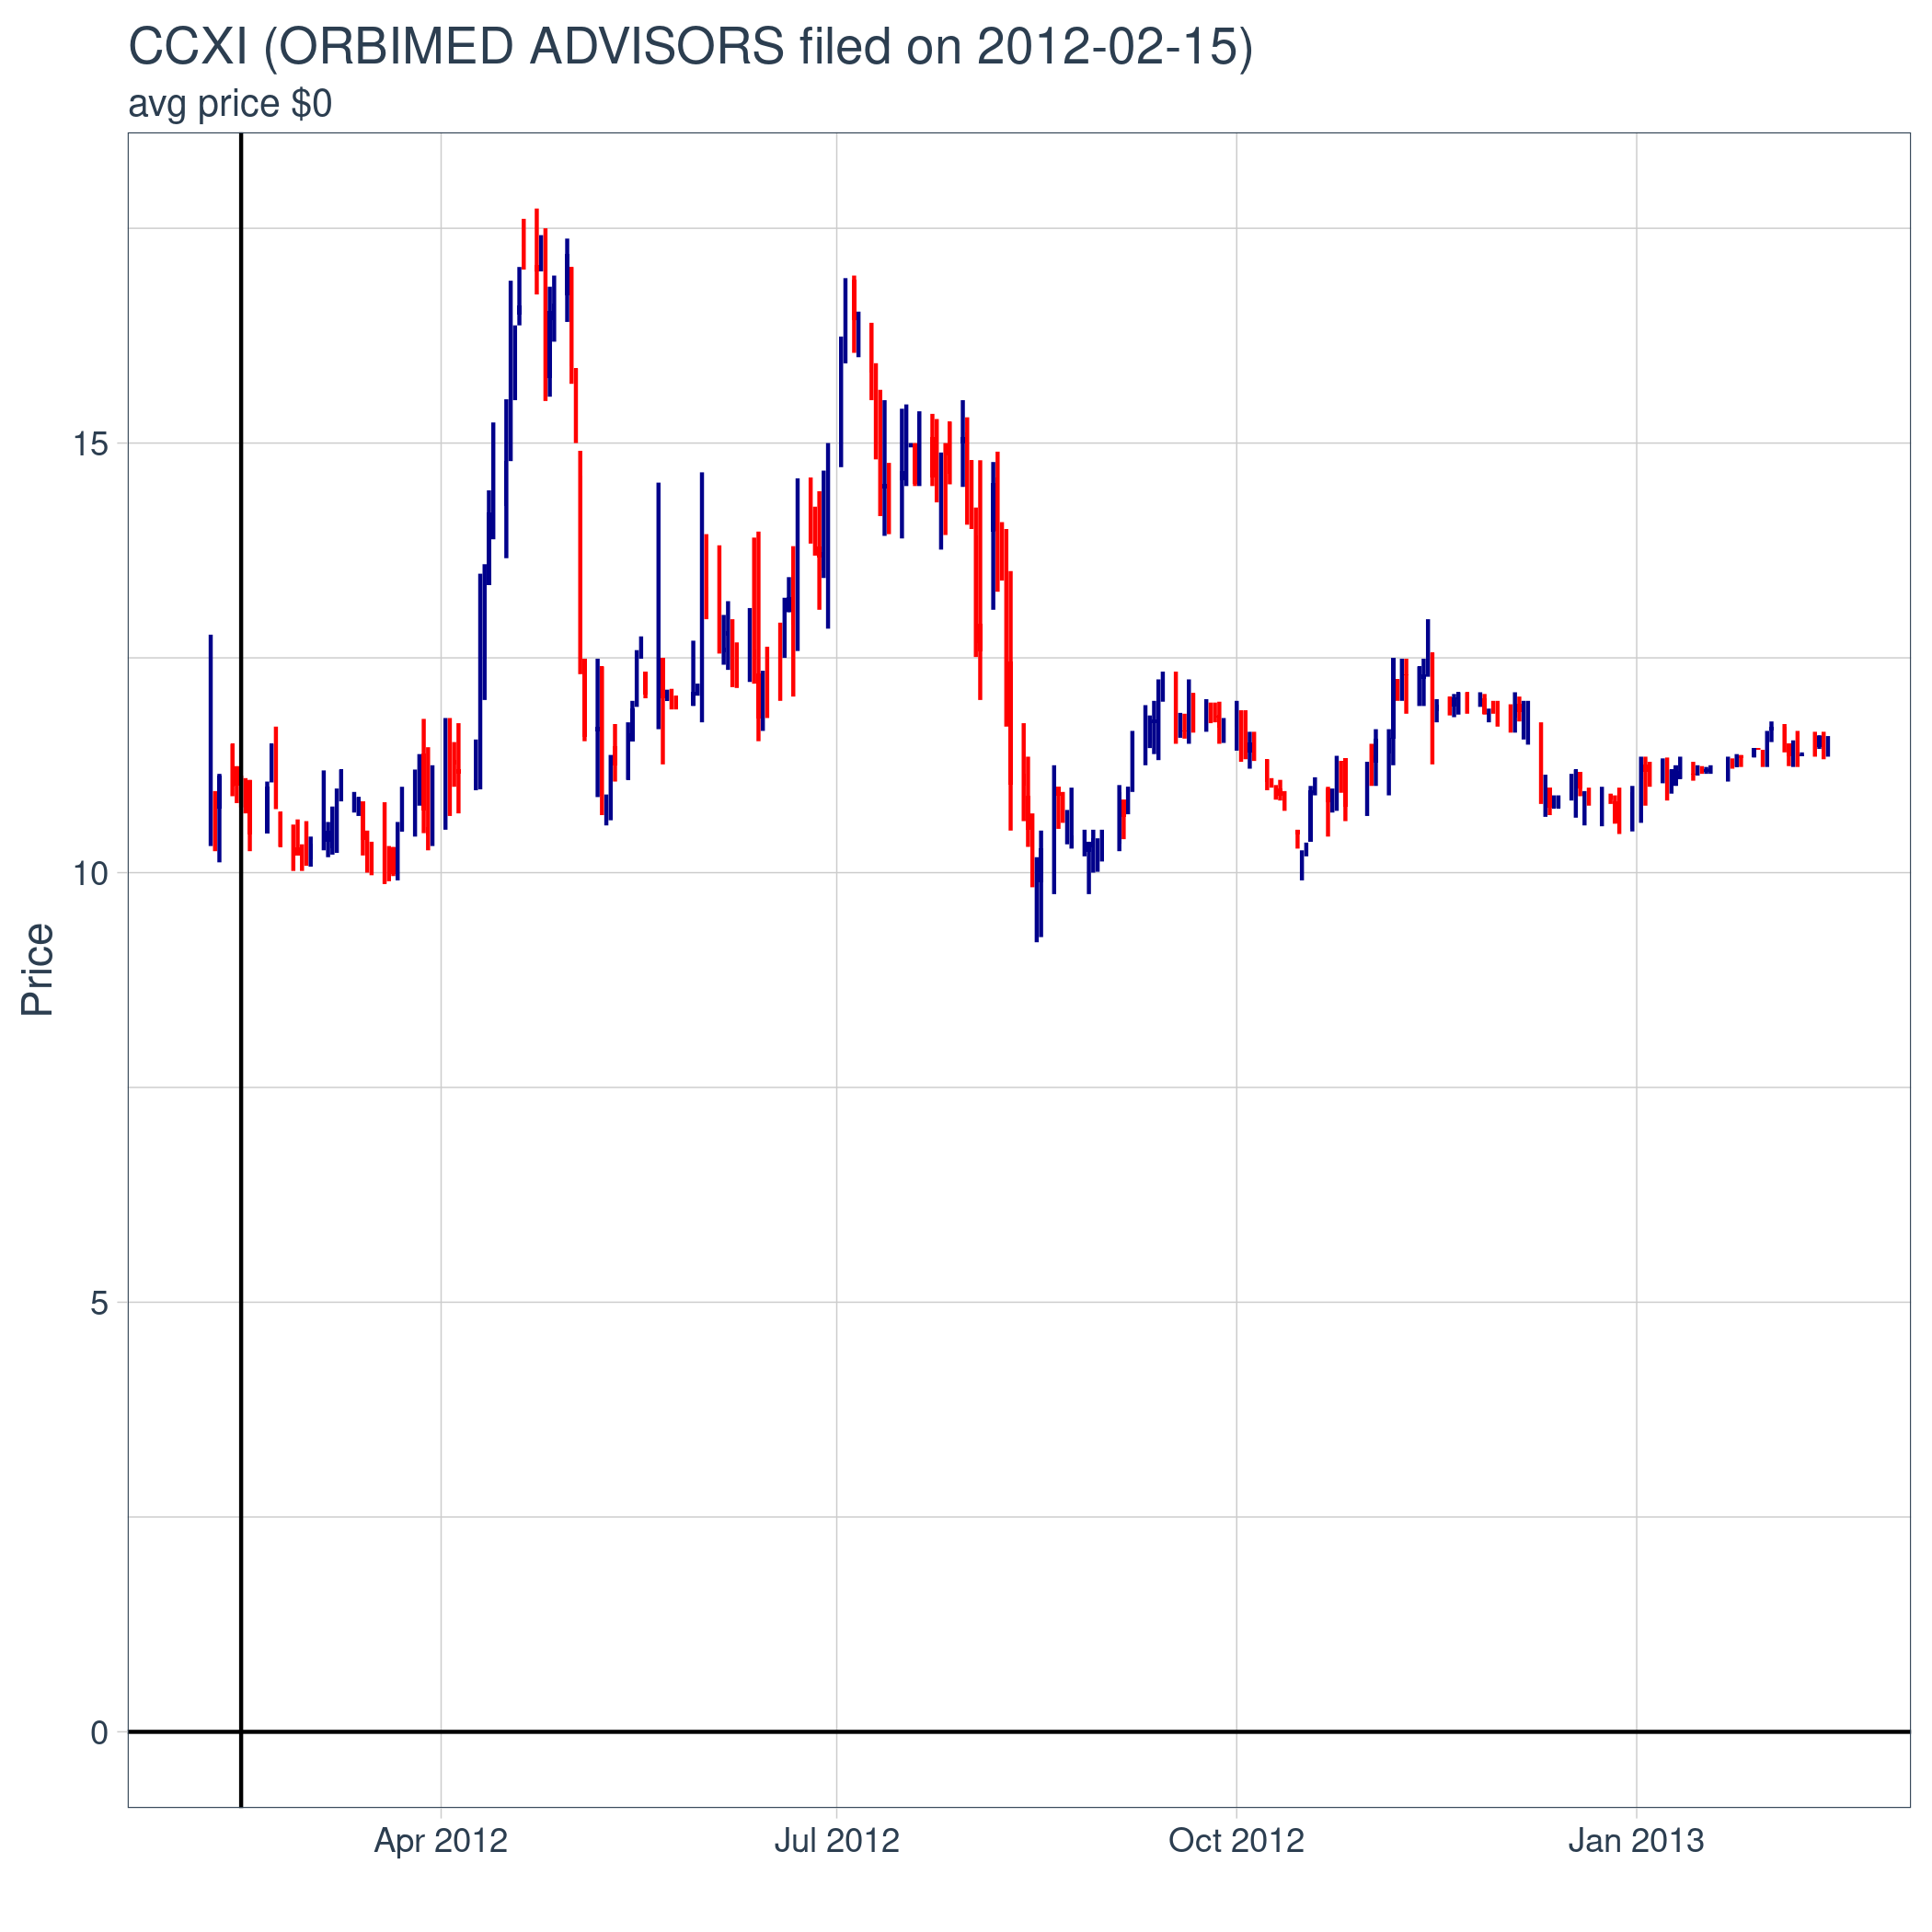 CCXI (ORBIMED ADVISORS filed on 2012-02-15)
avg price $0
Price
15
10
5
0
Apr 2012
Jul 2012
Oct 2012
Jan 2013